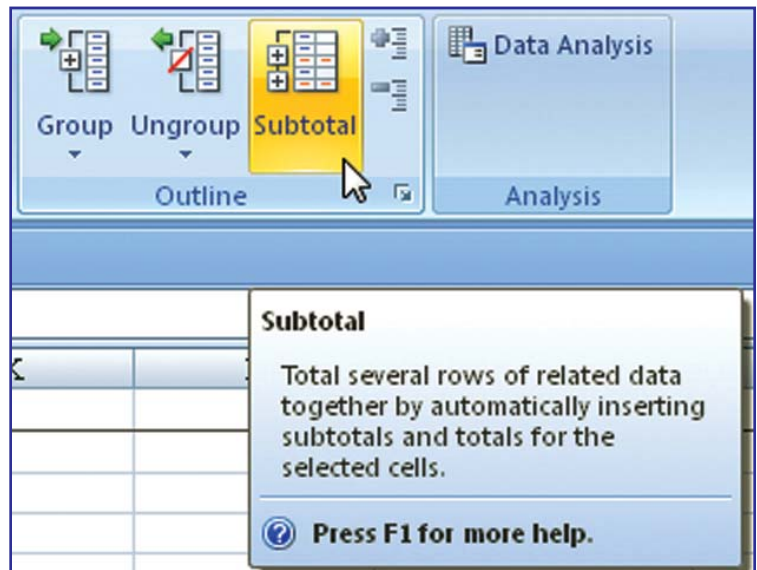 Group Ungroup Subtotal
Data Analysis
Outline
Analysis
Subtotal
Total several rows of related data
together by automatically inserting
subtotals and totals for the
selected cells.
Press F1 for more help.